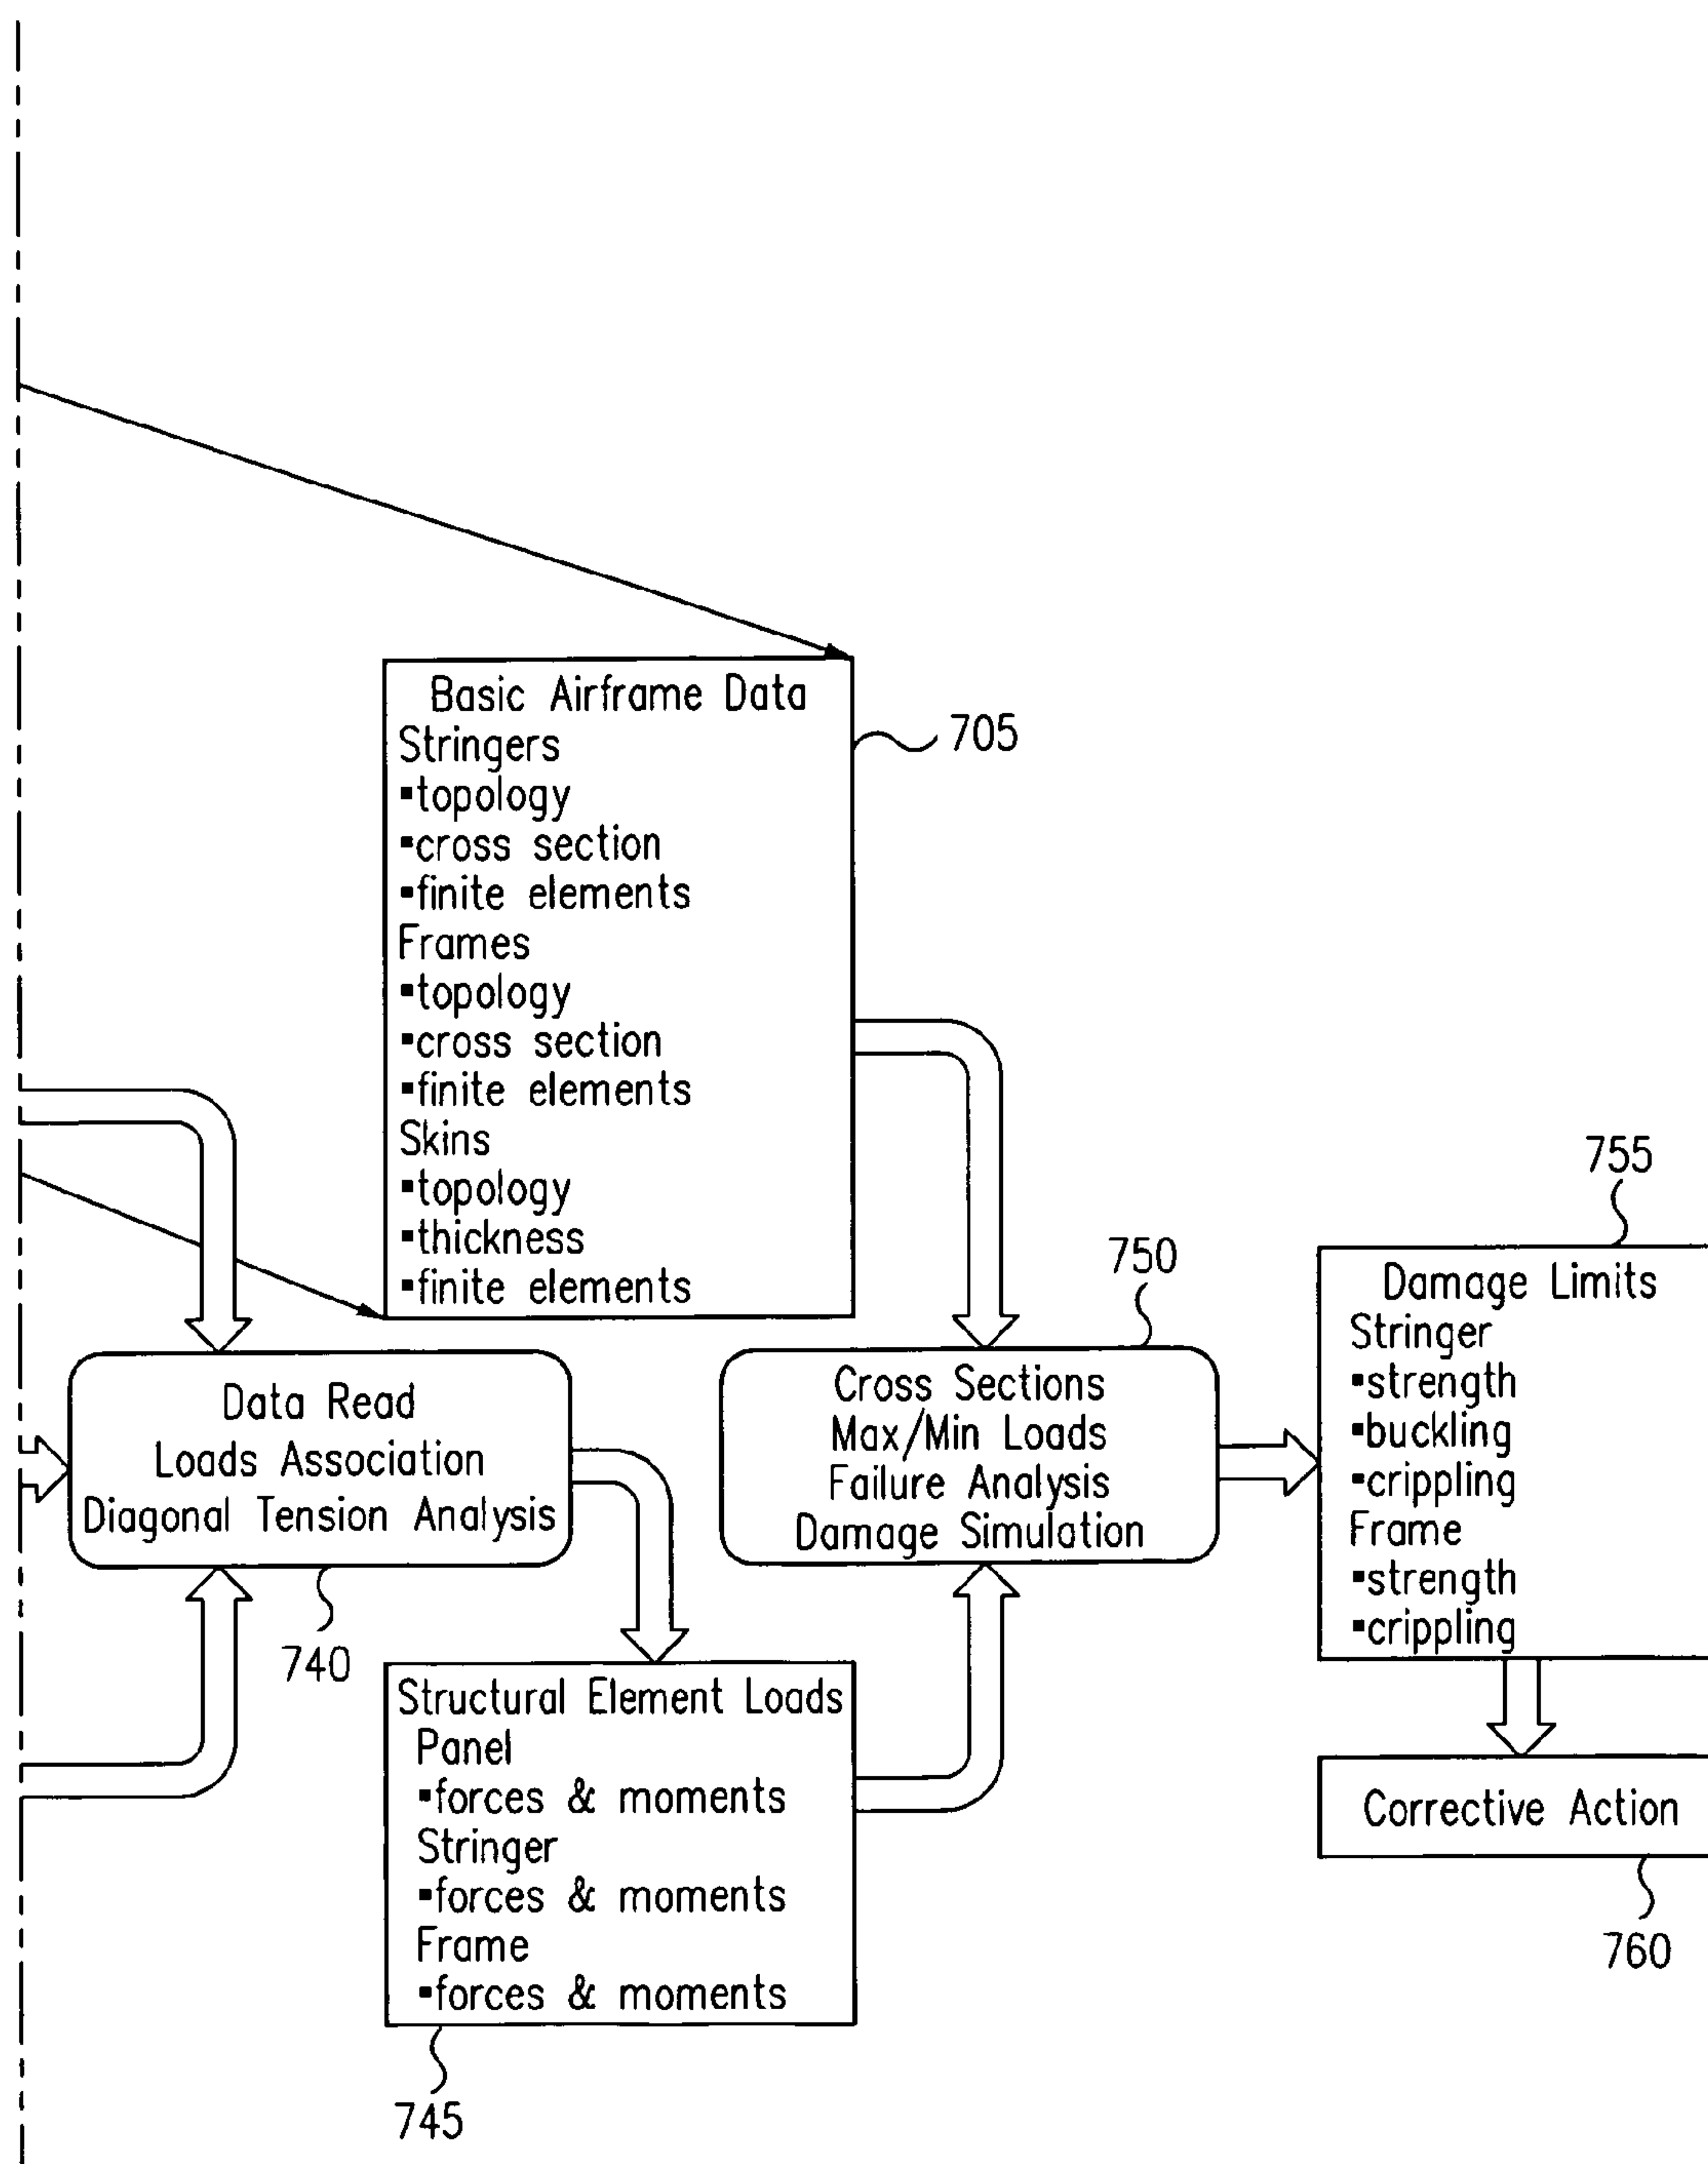 Basic Airframe Data
Stringers
▪topology
▪cross section
▪finite elements
Frames
▪topology
▪cross section
▪finite elements
Skins
▪topology
▪thickness
▪finite elements
705
Data Read
Loads Association
Diagonal Tension Analysis
740
Structural Element Loads
Panel
▪forces & moments
Stringer
▪forces & moments
Frame
▪forces & moments
745
750
Cross Sections
Max/Min Loads
Failure Analysis
Damage Simulation
755
Damage Limits
Stringer
▪strength
▪buckling
▪crippling
Frame
▪strength
▪crippling
Corrective Action
760